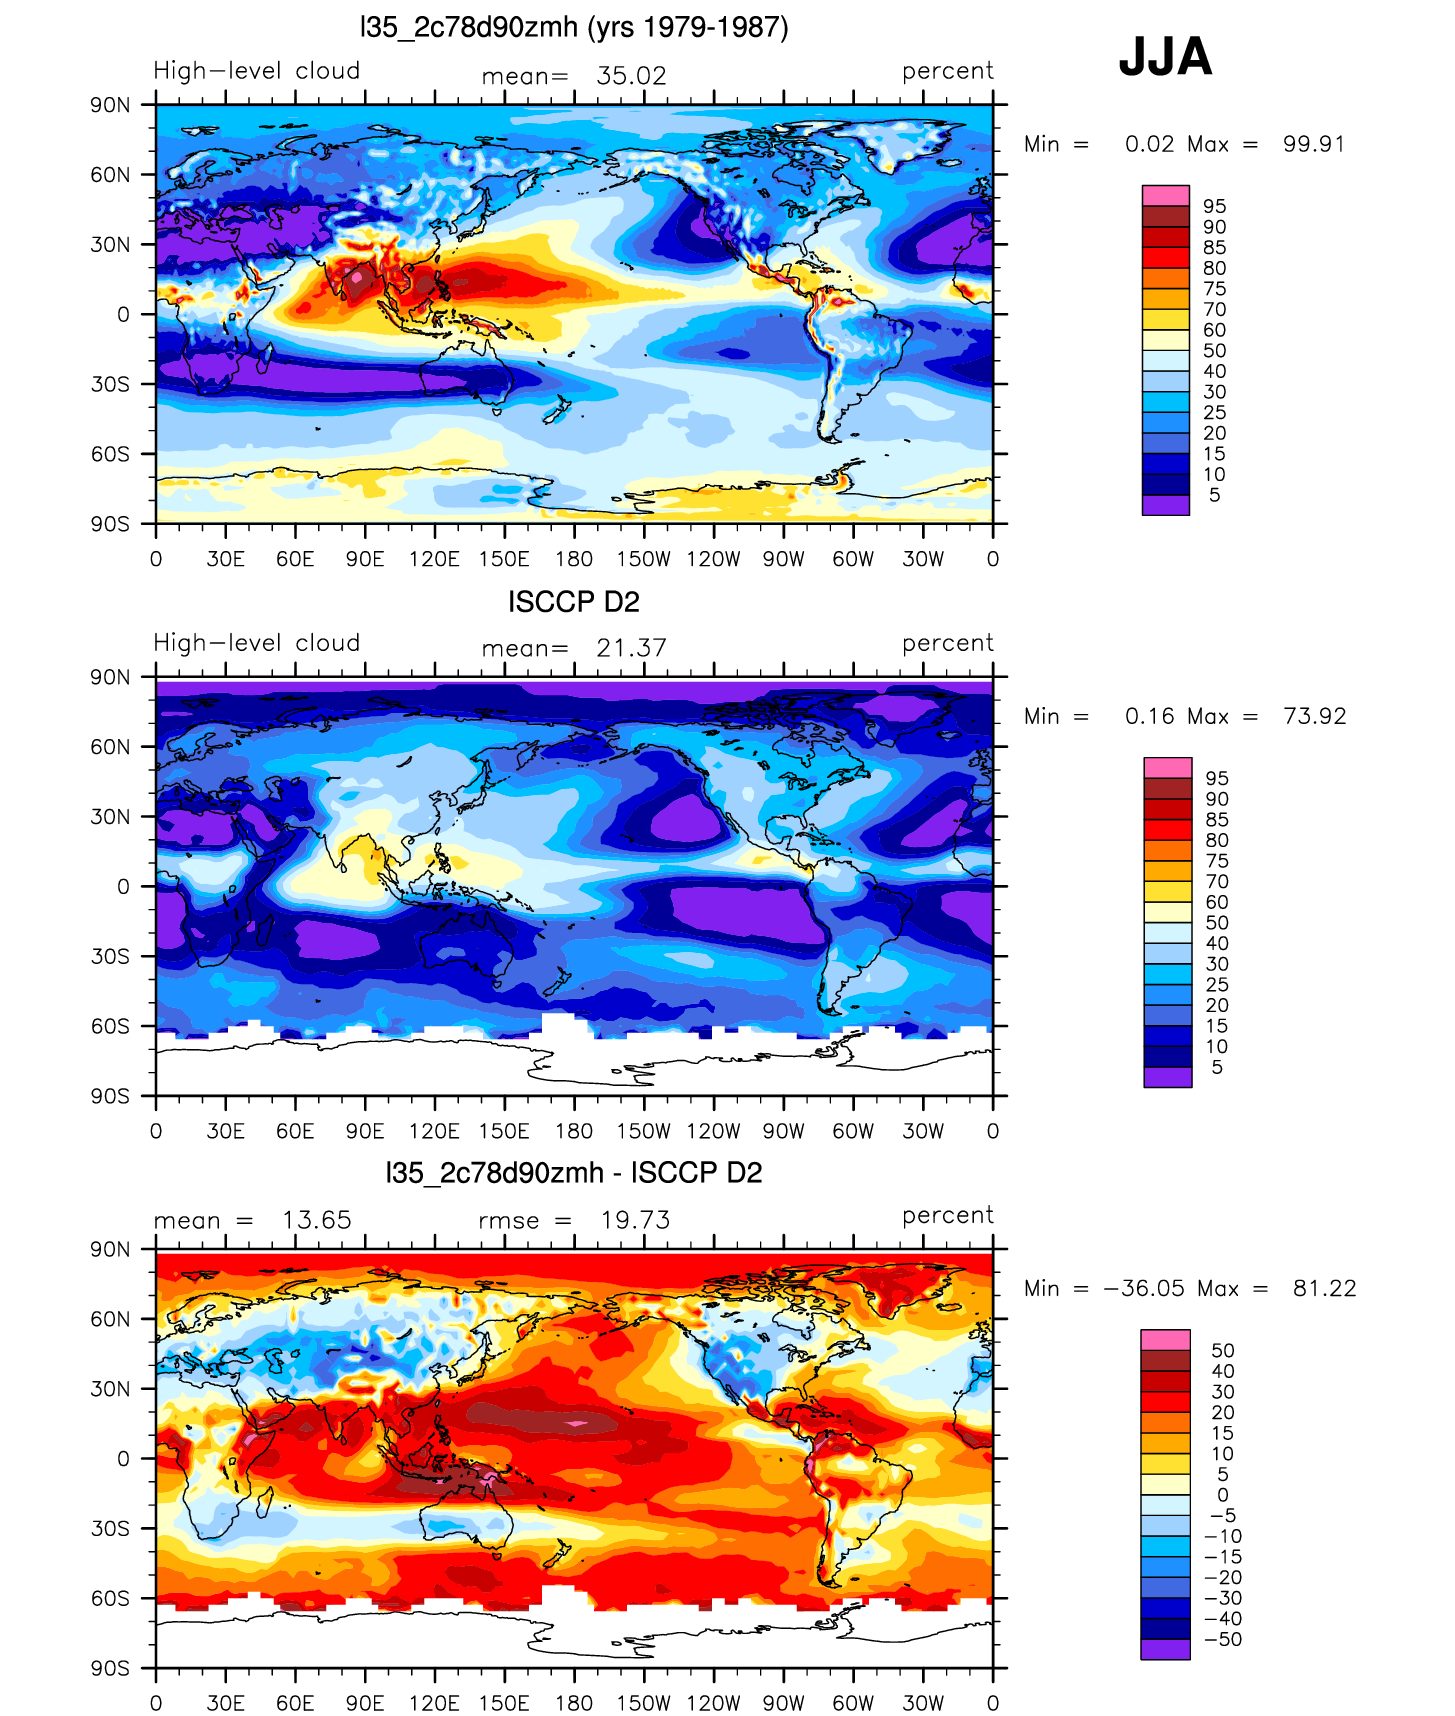 l35_2c78d90zmh (yrs 1979-1987)
JJA
High-level cloud mean= 35.02 percent
Min = 0.02 Max = 99.91
90N
60N
30N
0
30S
60S
90S
0 30E 60E 90E 120E 150E 180 150W 120W 90W 60W 30W 0
95
90
85
80
75
70
60
50
40
30
25
20
15
10
5
ISCCP D2
High-level cloud mean= 21.37 percent
Min = 0.16 Max = 73.92
90N
60N
30N
0
30S
60S
90S
0 30E 60E 90E 120E 150E 180 150W 120W 90W 60W 30W 0
95
90
85
80
75
70
60
50
40
30
25
20
15
10
5
l35_2c78d90zmh - ISCCP D2
mean = 13.65 rmse = 19.73 percent
Min = -36.05 Max = 81.22
90N
60N
30N
0
30S
60S
90S
0 30E 60E 90E 120E 150E 180 150W 120W 90W 60W 30W 0
50
40
30
20
15
10
5
0
-5
-10
-15
-20
-30
-40
-50